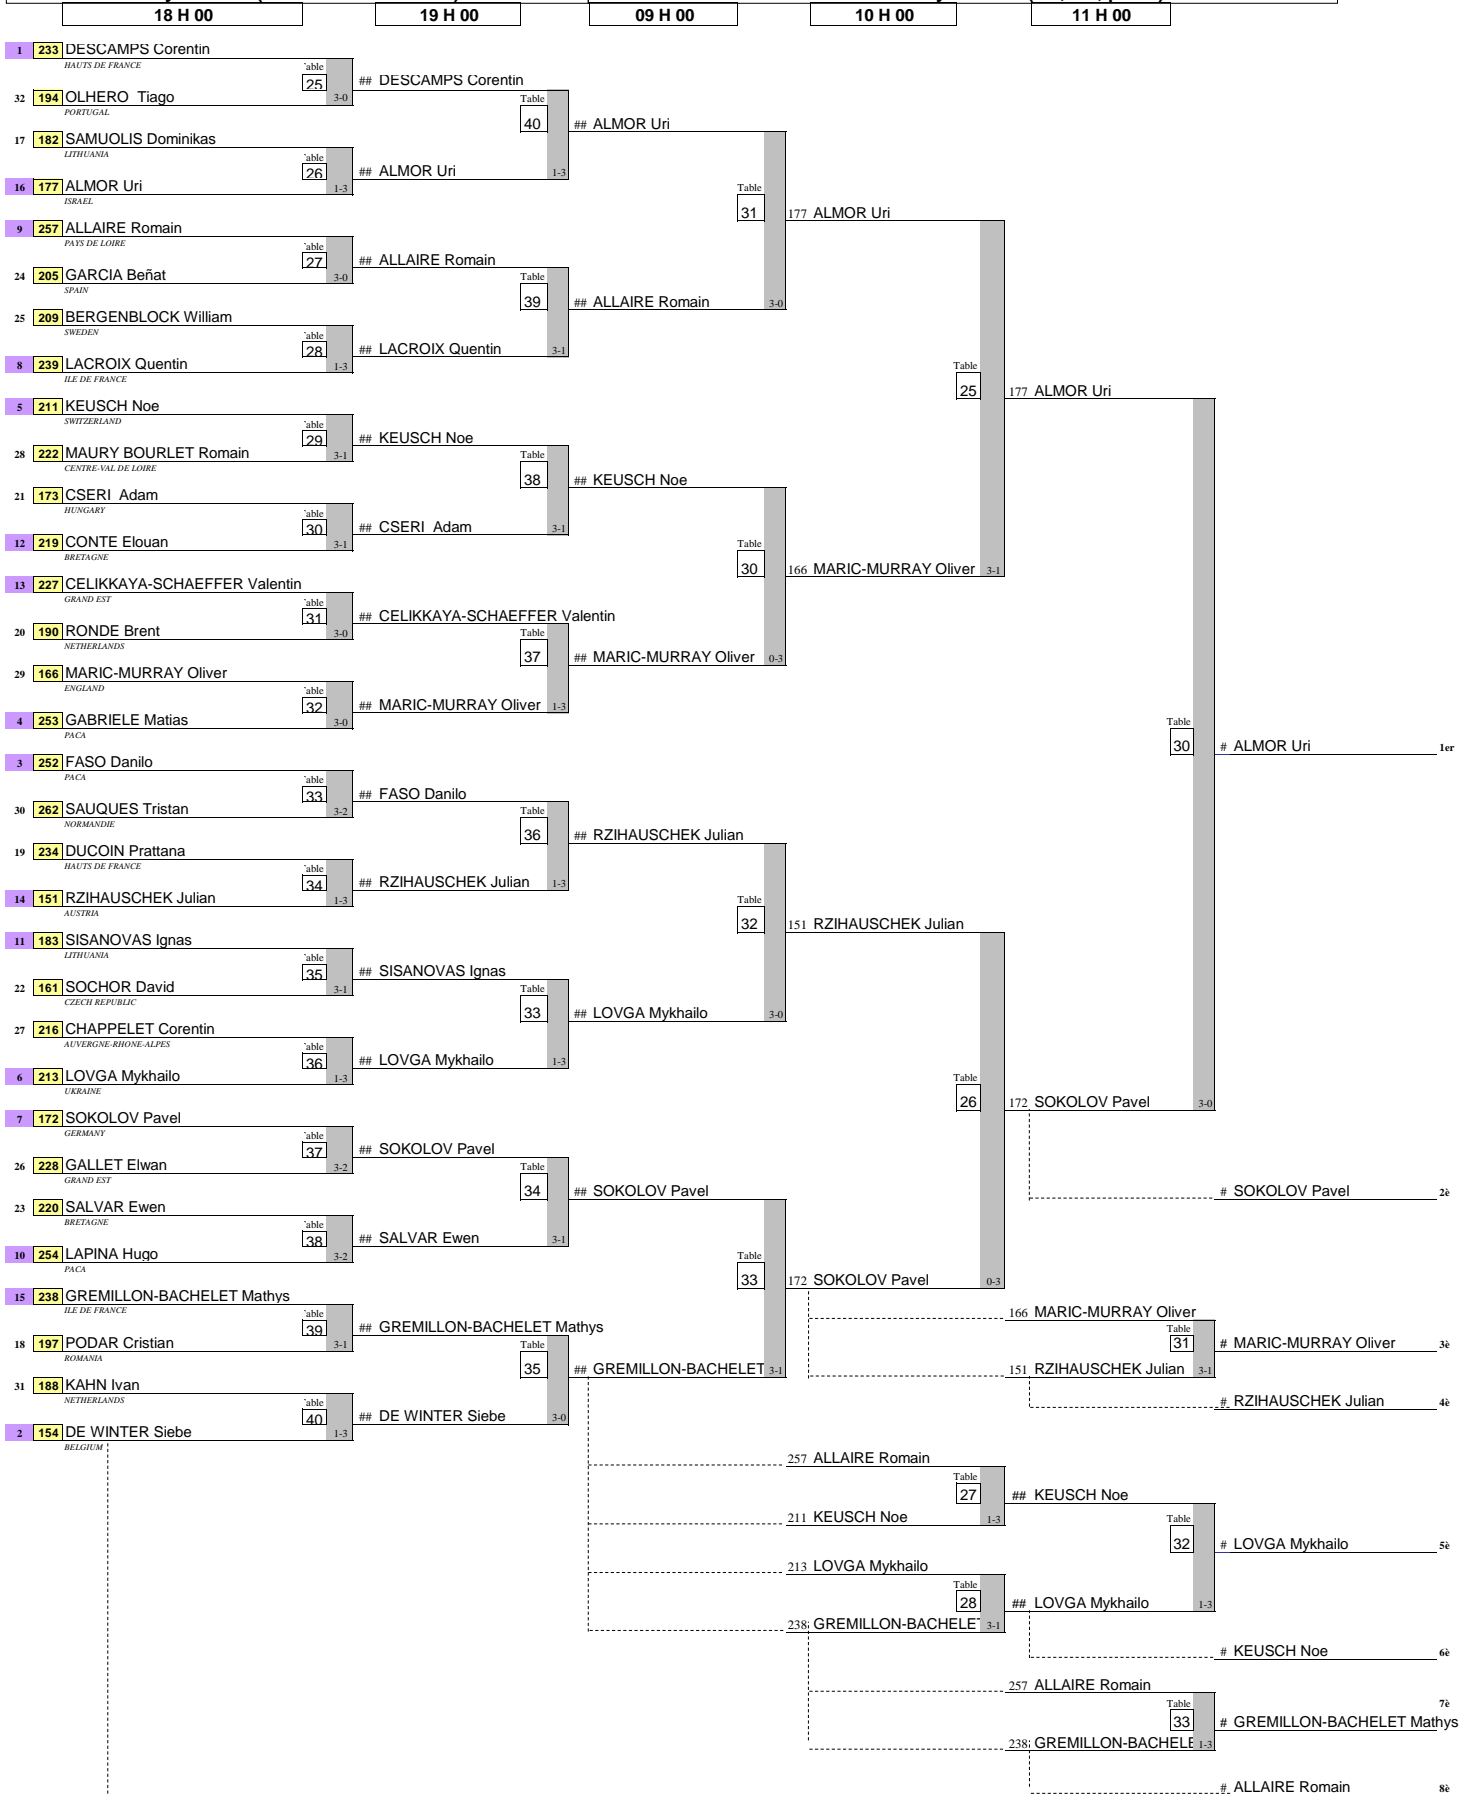 18 H 00 19 H 00 09 H 00 10 H 00 11 H 00
1 233 DESCAMPS Corentin
HAUTS DE FRANCE
able
25 3-0
## DESCAMPS Corentin
32 194 OLHERO Tiago
PORTUGAL
Table
40 1-3
## ALMOR Uri
17 182 SAMUOLIS Dominikas
LITHUANIA
able
26 1-3
## ALMOR Uri
16 177 ALMOR Uri
ISRAEL
Table
31 3-0
177 ALMOR Uri
9 257 ALLAIRE Romain
PAYS DE LOIRE
able
27 3-0
## ALLAIRE Romain
24 205 GARCIA Beñat
SPAIN
Table
39 3-1
## ALLAIRE Romain
25 209 BERGENBLOCK William
SWEDEN
able
28 1-3
## LACROIX Quentin
8 239 LACROIX Quentin
ILE DE FRANCE
Table
25 3-1
177 ALMOR Uri
5 211 KEUSCH Noe
SWITZERLAND
able
29 3-1
## KEUSCH Noe
28 222 MAURY BOURLET Romain
CENTRE-VAL DE LOIRE
Table
38 3-1
## KEUSCH Noe
21 173 CSERI Adam
HUNGARY
able
30 3-1
## CSERI Adam
12 219 CONTE Elouan
BRETAGNE
Table
30 0-3
166 MARIC-MURRAY Oliver
13 227 CELIKKAYA-SCHAEFFER Valentin
GRAND EST
able
31 3-0
## CELIKKAYA-SCHAEFFER Valentin
20 190 RONDE Brent
NETHERLANDS
Table
37 1-3
## MARIC-MURRAY Oliver
29 166 MARIC-MURRAY Oliver
ENGLAND
able
32 3-0
## MARIC-MURRAY Oliver
4 253 GABRIELE Matias
PACA
Table
30 3-0
# ALMOR Uri 1er
3 252 FASO Danilo
PACA
able
33 3-2
## FASO Danilo
30 262 SAUQUES Tristan
NORMANDIE
Table
36 1-3
## RZIHAUSCHEK Julian
19 234 DUCOIN Prattana
HAUTS DE FRANCE
able
34 1-3
## RZIHAUSCHEK Julian
14 151 RZIHAUSCHEK Julian
AUSTRIA
Table
32 3-0
151 RZIHAUSCHEK Julian
11 183 SISANOVAS Ignas
LITHUANIA
able
35 3-1
## SISANOVAS Ignas
22 161 SOCHOR David
CZECH REPUBLIC
Table
33 1-3
## LOVGA Mykhailo
27 216 CHAPPELET Corentin
AUVERGNE-RHONE-ALPES
able
36 1-3
## LOVGA Mykhailo
6 213 LOVGA Mykhailo
UKRAINE
Table
26 0-3
172 SOKOLOV Pavel
7 172 SOKOLOV Pavel
GERMANY
able
37 3-2
## SOKOLOV Pavel
26 228 GALLET Elwan
GRAND EST
Table
34 3-1
## SOKOLOV Pavel
# SOKOLOV Pavel 2è
23 220 SALVAR Ewen
BRETAGNE
able
38 3-2
## SALVAR Ewen
10 254 LAPINA Hugo
PACA
Table
33 3-1
172 SOKOLOV Pavel
15 238 GREMILLON-BACHELET Mathys
ILE DE FRANCE
able
39 3-1
## GREMILLON-BACHELET Mathys
18 197 PODAR Cristian
ROMANIA
Table
35 3-0
## GREMILLON-BACHELET
31 188 KAHN Ivan
NETHERLANDS
able
40 1-3
## DE WINTER Siebe
2 154 DE WINTER Siebe
BELGIUM
166 MARIC-MURRAY Oliver
Table
31 3-1
# MARIC-MURRAY Oliver 3è
151 RZIHAUSCHEK Julian
# RZIHAUSCHEK Julian 4è
257 ALLAIRE Romain
Table
27 1-3
## KEUSCH Noe
211 KEUSCH Noe
Table
32 1-3
# LOVGA Mykhailo 5è
213 LOVGA Mykhailo
Table
28 3-1
## LOVGA Mykhailo
238 GREMILLON-BACHELET
# KEUSCH Noe 6è
257 ALLAIRE Romain
Table
33 1-3
7è
# GREMILLON-BACHELET Mathys
238 GREMILLON-BACHELE
# ALLAIRE Romain 8è